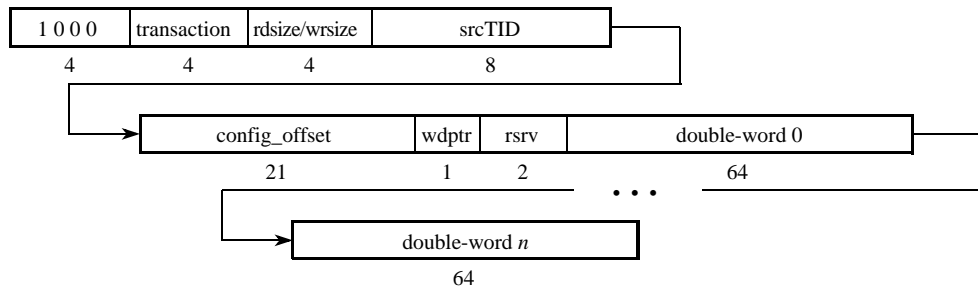 1 0 0 0 transaction rdsize/wrsize srcTID
4 4 4 8
config_offset wdptr rsrv double-word 0
21 1 2 64
• • •
double-word n
64